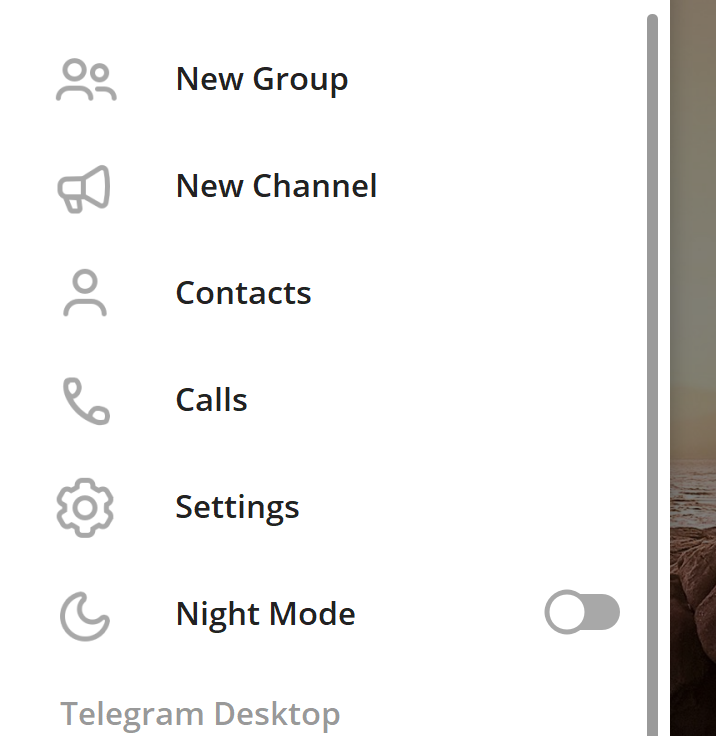 New Group
New Channel
Contacts
Calls
Settings
Night Mode
Telegram Desktop